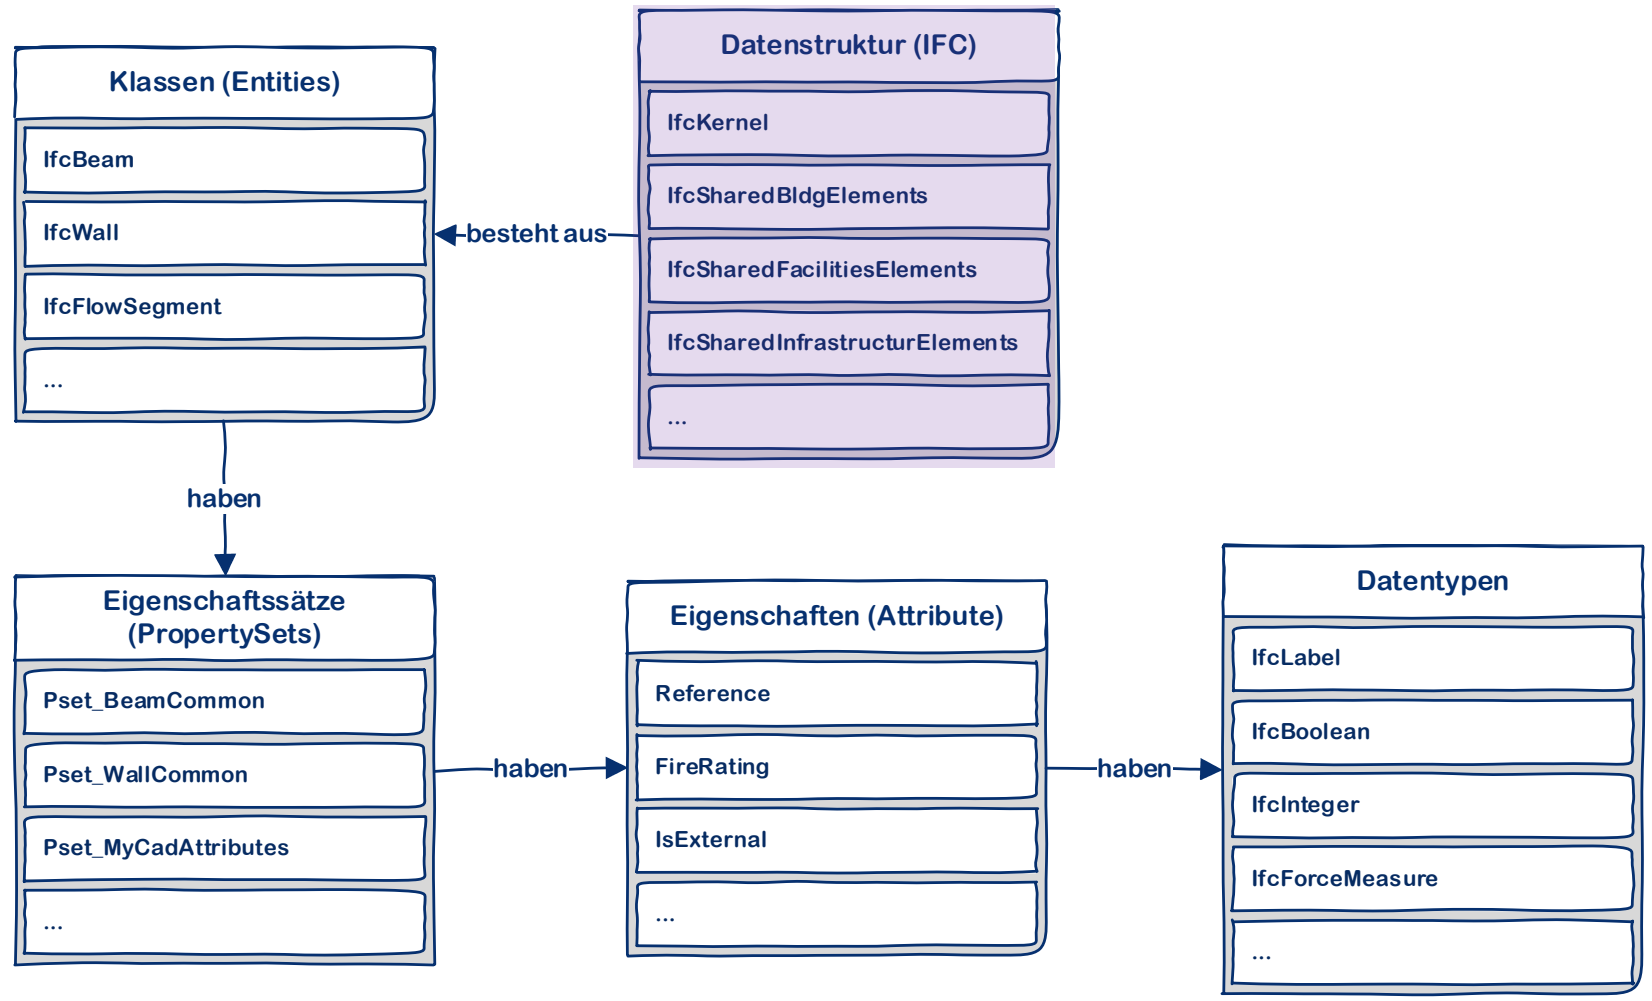 Datenstruktur (IFC)
IfcKernel
IfcSharedBldgElements
IfcSharedFacilitiesElements
IfcSharedInfrastructurElements
...
besteht aus
Klassen (Entities)
IfcBeam
IfcWall
IfcFlowSegment
...
haben
Eigenschaftssätze
(PropertySets)
Pset_BeamCommon
Pset_WallCommon
Pset_MyCadAttributes
...
haben
Eigenschaften (Attribute)
Reference
FireRating
IsExternal
...
haben
Datentypen
IfcLabel
IfcBoolean
IfcInteger
IfcForceMeasure
...